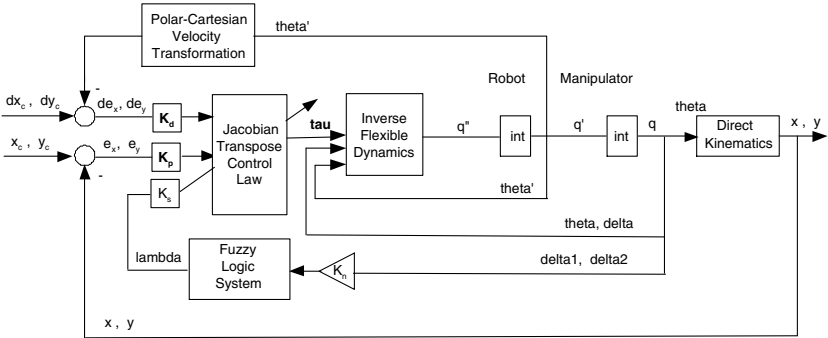 Polar-Cartesian
Velocity
Transformation
theta'
-
dx_c , dy_c
de_x, de_y
K_d
x_c , y_c
e_x, e_y
K_p
-
K_s
Jacobian
Transpose
Control
Law
tau
Inverse
Flexible
Dynamics
q"
Robot
Manipulator
int
q'
int
q
theta
Direct
Kinematics
x , y
theta'
theta, delta
lambda
Fuzzy
Logic
System
K_n
delta1, delta2
x , y